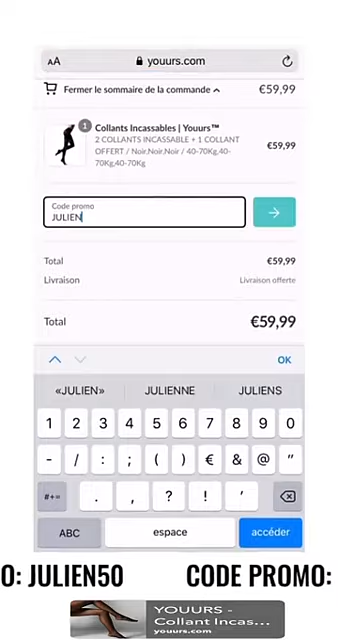 AA youurs.com
Fermer le sommaire de la commande €59,99
1
Collants Incassables | Youurs™
2 COLLANTS INCASSABLE + 1 COLLANT
OFFERT / Noir,Noir,Noir / 40-70Kg,40-
70Kg,40-70Kg
€59,99
Code promo
JULIEN
Total €59,99
Livraison Livraison offerte
Total €59,99
OK
«JULIEN» JULIENNE JULIENS
1 2 3 4 5 6 7 8 9 0
- / : ; ( ) € & @ "
#+= . , ? ! '
ABC espace accéder
O: JULIEN50 CODE PROMO:
YOUURS -
Collant Incas...
youurs.com